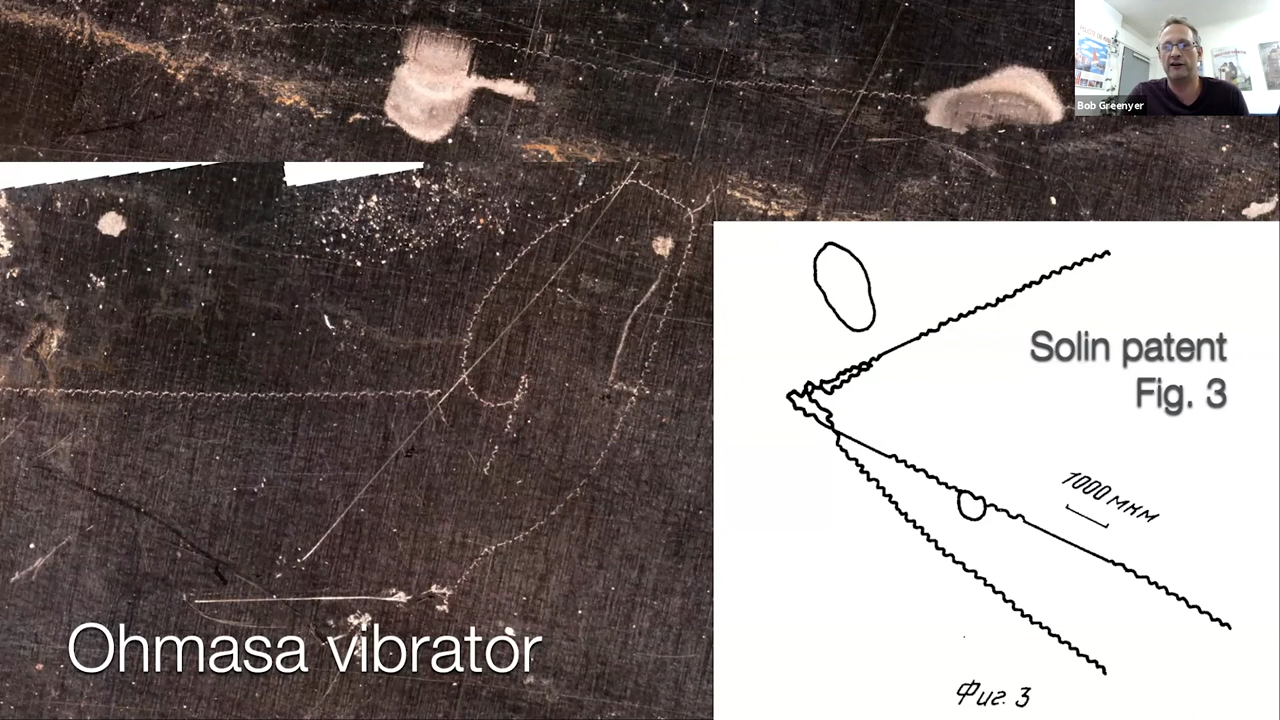 Bob Greenyer
Solin patent
Fig. 3
1000 мкм
Ohmasa vibrator
Фиг. 3